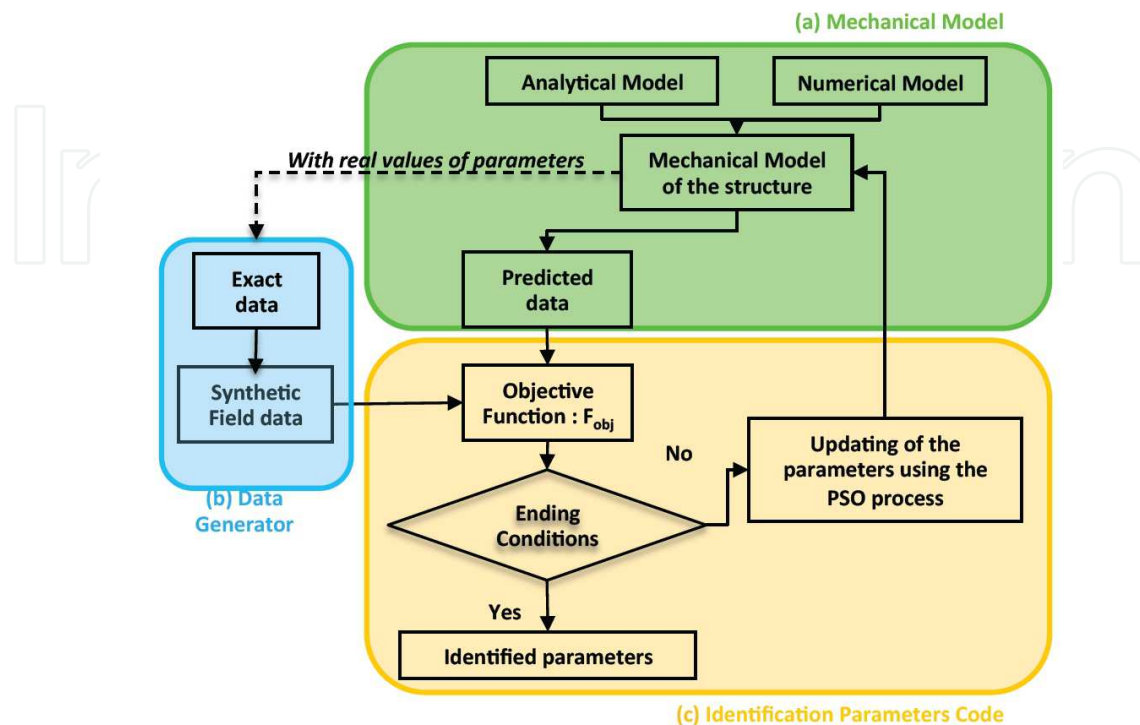 (a) Mechanical Model
Analytical Model
Numerical Model
With real values of parameters
Mechanical Model
of the structure
Exact
data
Predicted
data
Synthetic
Field data
Objective
Function : Fobj
No
Updating of the
parameters using the
PSO process
(b) Data
Generator
Ending
Conditions
Yes
Identified parameters
(c) Identification Parameters Code